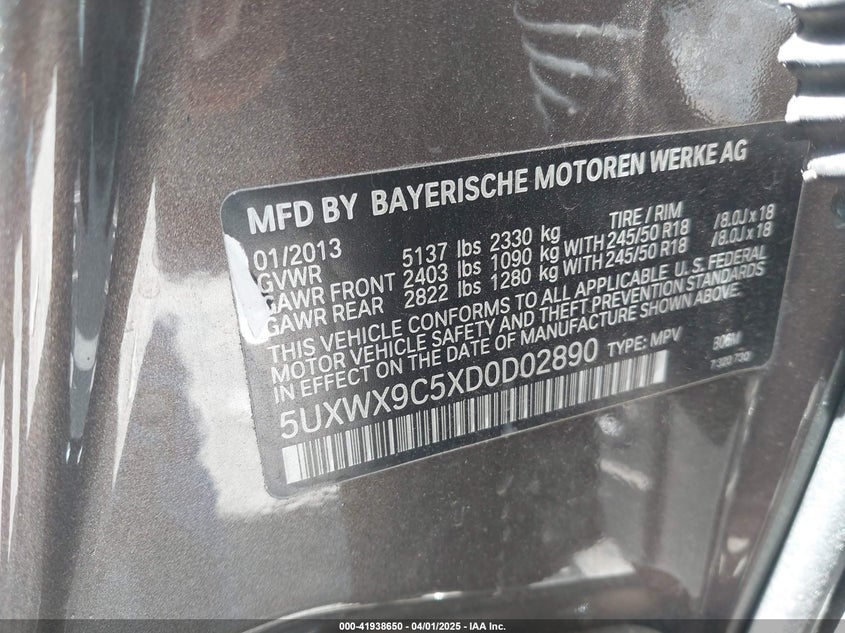 MFD BY BAYERISCHE MOTOREN WERKE AG
01/2013 TIRE / RIM
GVWR 5137 lbs 2330 kg
GAWR FRONT 2403 lbs 1090 kg WITH 245/50 R18 /8.0J x 18
GAWR REAR 2822 lbs 1280 kg WITH 245/50 R18 /8.0J x 18
THIS VEHICLE CONFORMS TO ALL APPLICABLE U.S. FEDERAL
MOTOR VEHICLE SAFETY AND THEFT PREVENTION STANDARDS
IN EFFECT ON THE DATE OF MANUFACTURE SHOWN ABOVE.
5UXWX9C5XD0D02890 TYPE: MPV
000-41938650 - 04/01/2025 - IAA Inc.